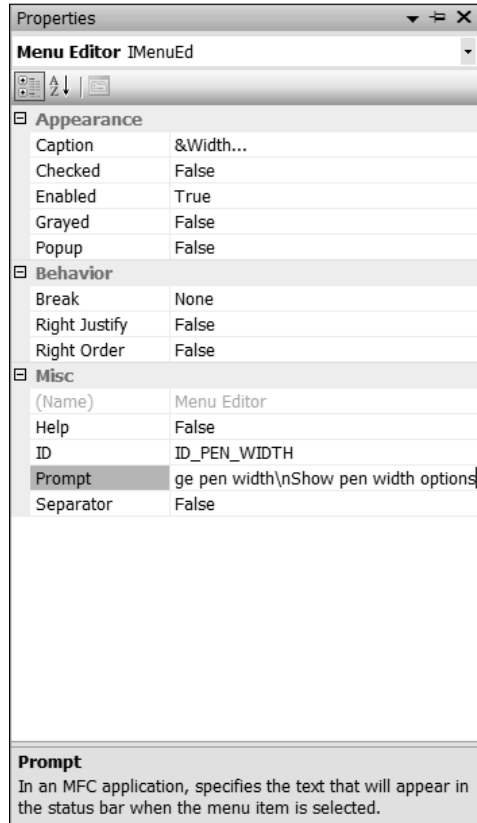 Properties
Menu Editor IMenuEd
Appearance
Caption &Width...
Checked False
Enabled True
Grayed False
Popup False
Behavior
Break None
Right Justify False
Right Order False
Misc
(Name) Menu Editor
Help False
ID ID_PEN_WIDTH
Prompt ge pen width\nShow pen width options
Separator False
Prompt
In an MFC application, specifies the text that will appear in
the status bar when the menu item is selected.